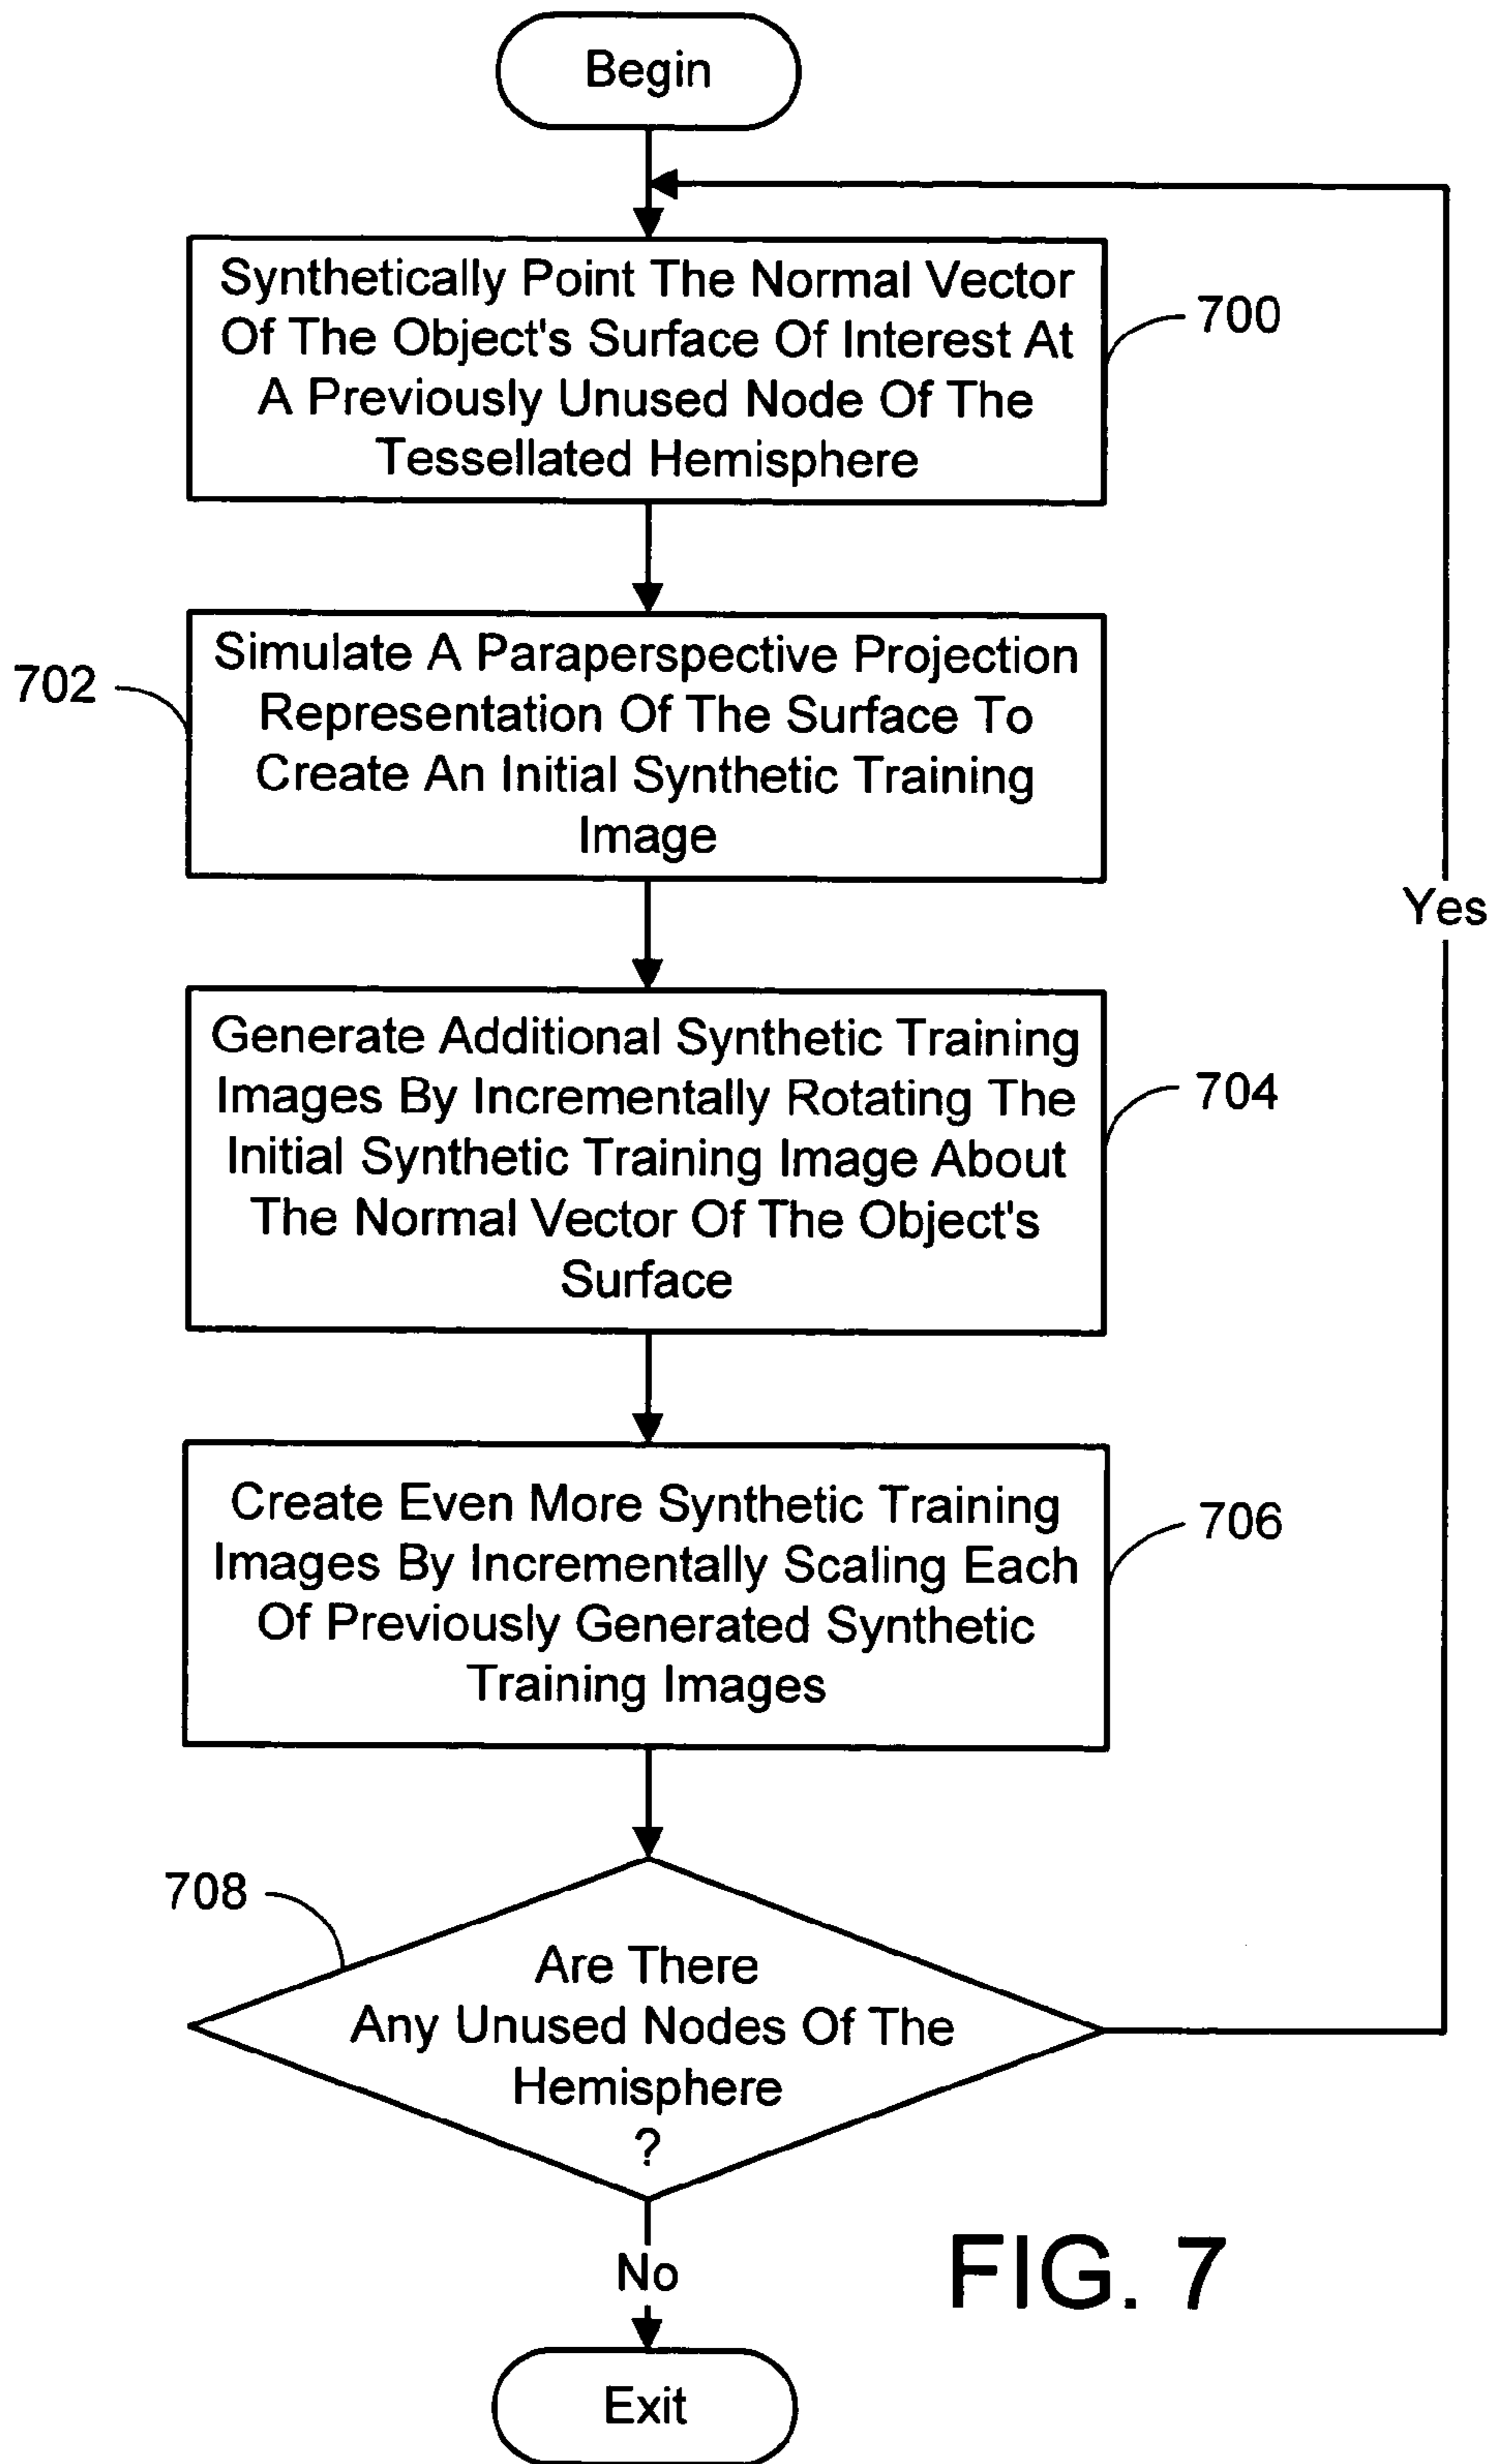 Begin
Synthetically Point The Normal Vector
Of The Object's Surface Of Interest At
A Previously Unused Node Of The
Tessellated Hemisphere
700
Simulate A Paraperspective Projection
Representation Of The Surface To
Create An Initial Synthetic Training
Image
702
Generate Additional Synthetic Training
Images By Incrementally Rotating The
Initial Synthetic Training Image About
The Normal Vector Of The Object's
Surface
704
Create Even More Synthetic Training
Images By Incrementally Scaling Each
Of Previously Generated Synthetic
Training Images
706
708
Are There
Any Unused Nodes Of The
Hemisphere
?
Yes
No
Exit
FIG. 7